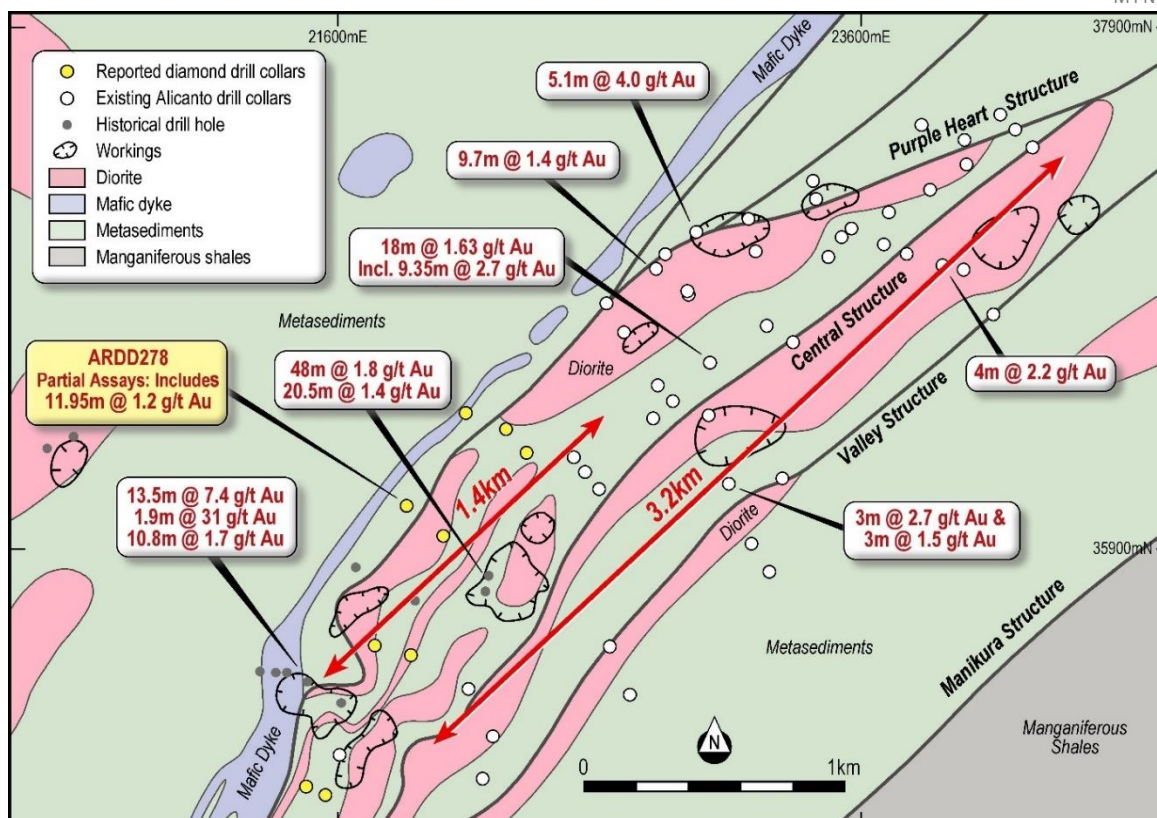 21600mE
23600mE
37900mN
Reported diamond drill collars
Existing Alicanto drill collars
Historical drill hole
Workings
Diorite
Mafic dyke
Metasediments
Manganiferous shales
Mafic Dyke
5.1m @ 4.0 g/t Au
Purple Heart Structure
9.7m @ 1.4 g/t Au
18m @ 1.63 g/t Au
Incl. 9.35m @ 2.7 g/t Au
Metasediments
Central Structure
ARDD278
Partial Assays: Includes
11.95m @ 1.2 g/t Au
48m @ 1.8 g/t Au
20.5m @ 1.4 g/t Au
Diorite
4m @ 2.2 g/t Au
Valley Structure
1.4km
3.2km
13.5m @ 7.4 g/t Au
1.9m @ 31 g/t Au
10.8m @ 1.7 g/t Au
Diorite
3m @ 2.7 g/t Au &
3m @ 1.5 g/t Au
35900mN
Manikura Structure
Metasediments
Manganiferous
Shales
Mafic Dyke
N
0
1km